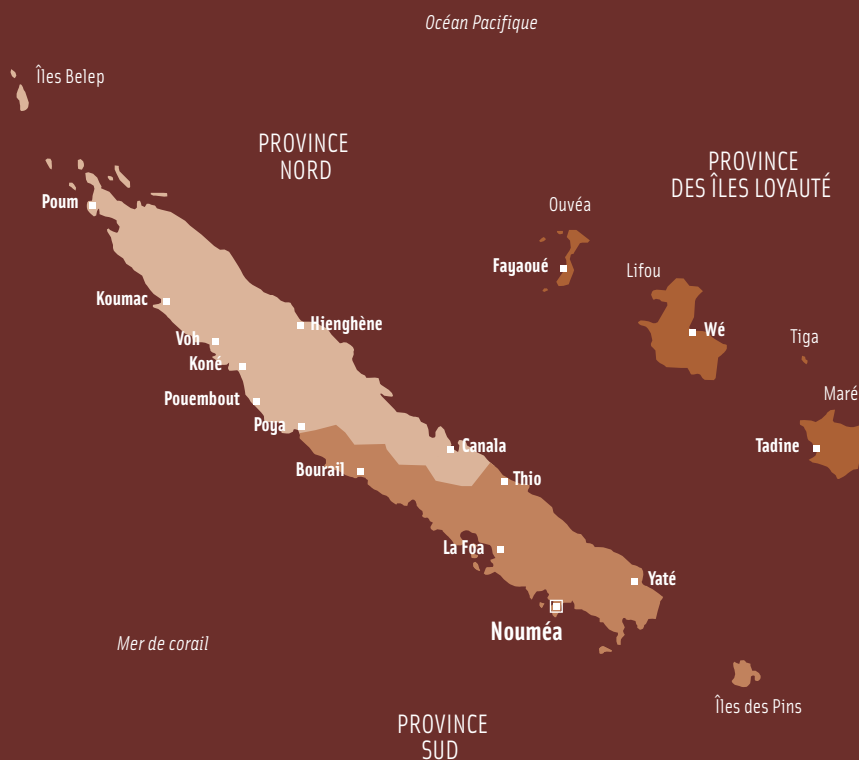 Océan Pacifique
Îles Belep
PROVINCE
NORD
PROVINCE
DES ÎLES LOYAUTÉ
Poum
Ouvéa
Fayaoué
Lifou
Koumac
Hienghène
Wé
Voh
Tiga
Koné
Maré
Pouembout
Poya
Canala
Tadine
Bourail
Thio
La Foa
Yaté
Nouméa
Mer de corail
Îles des Pins
PROVINCE
SUD